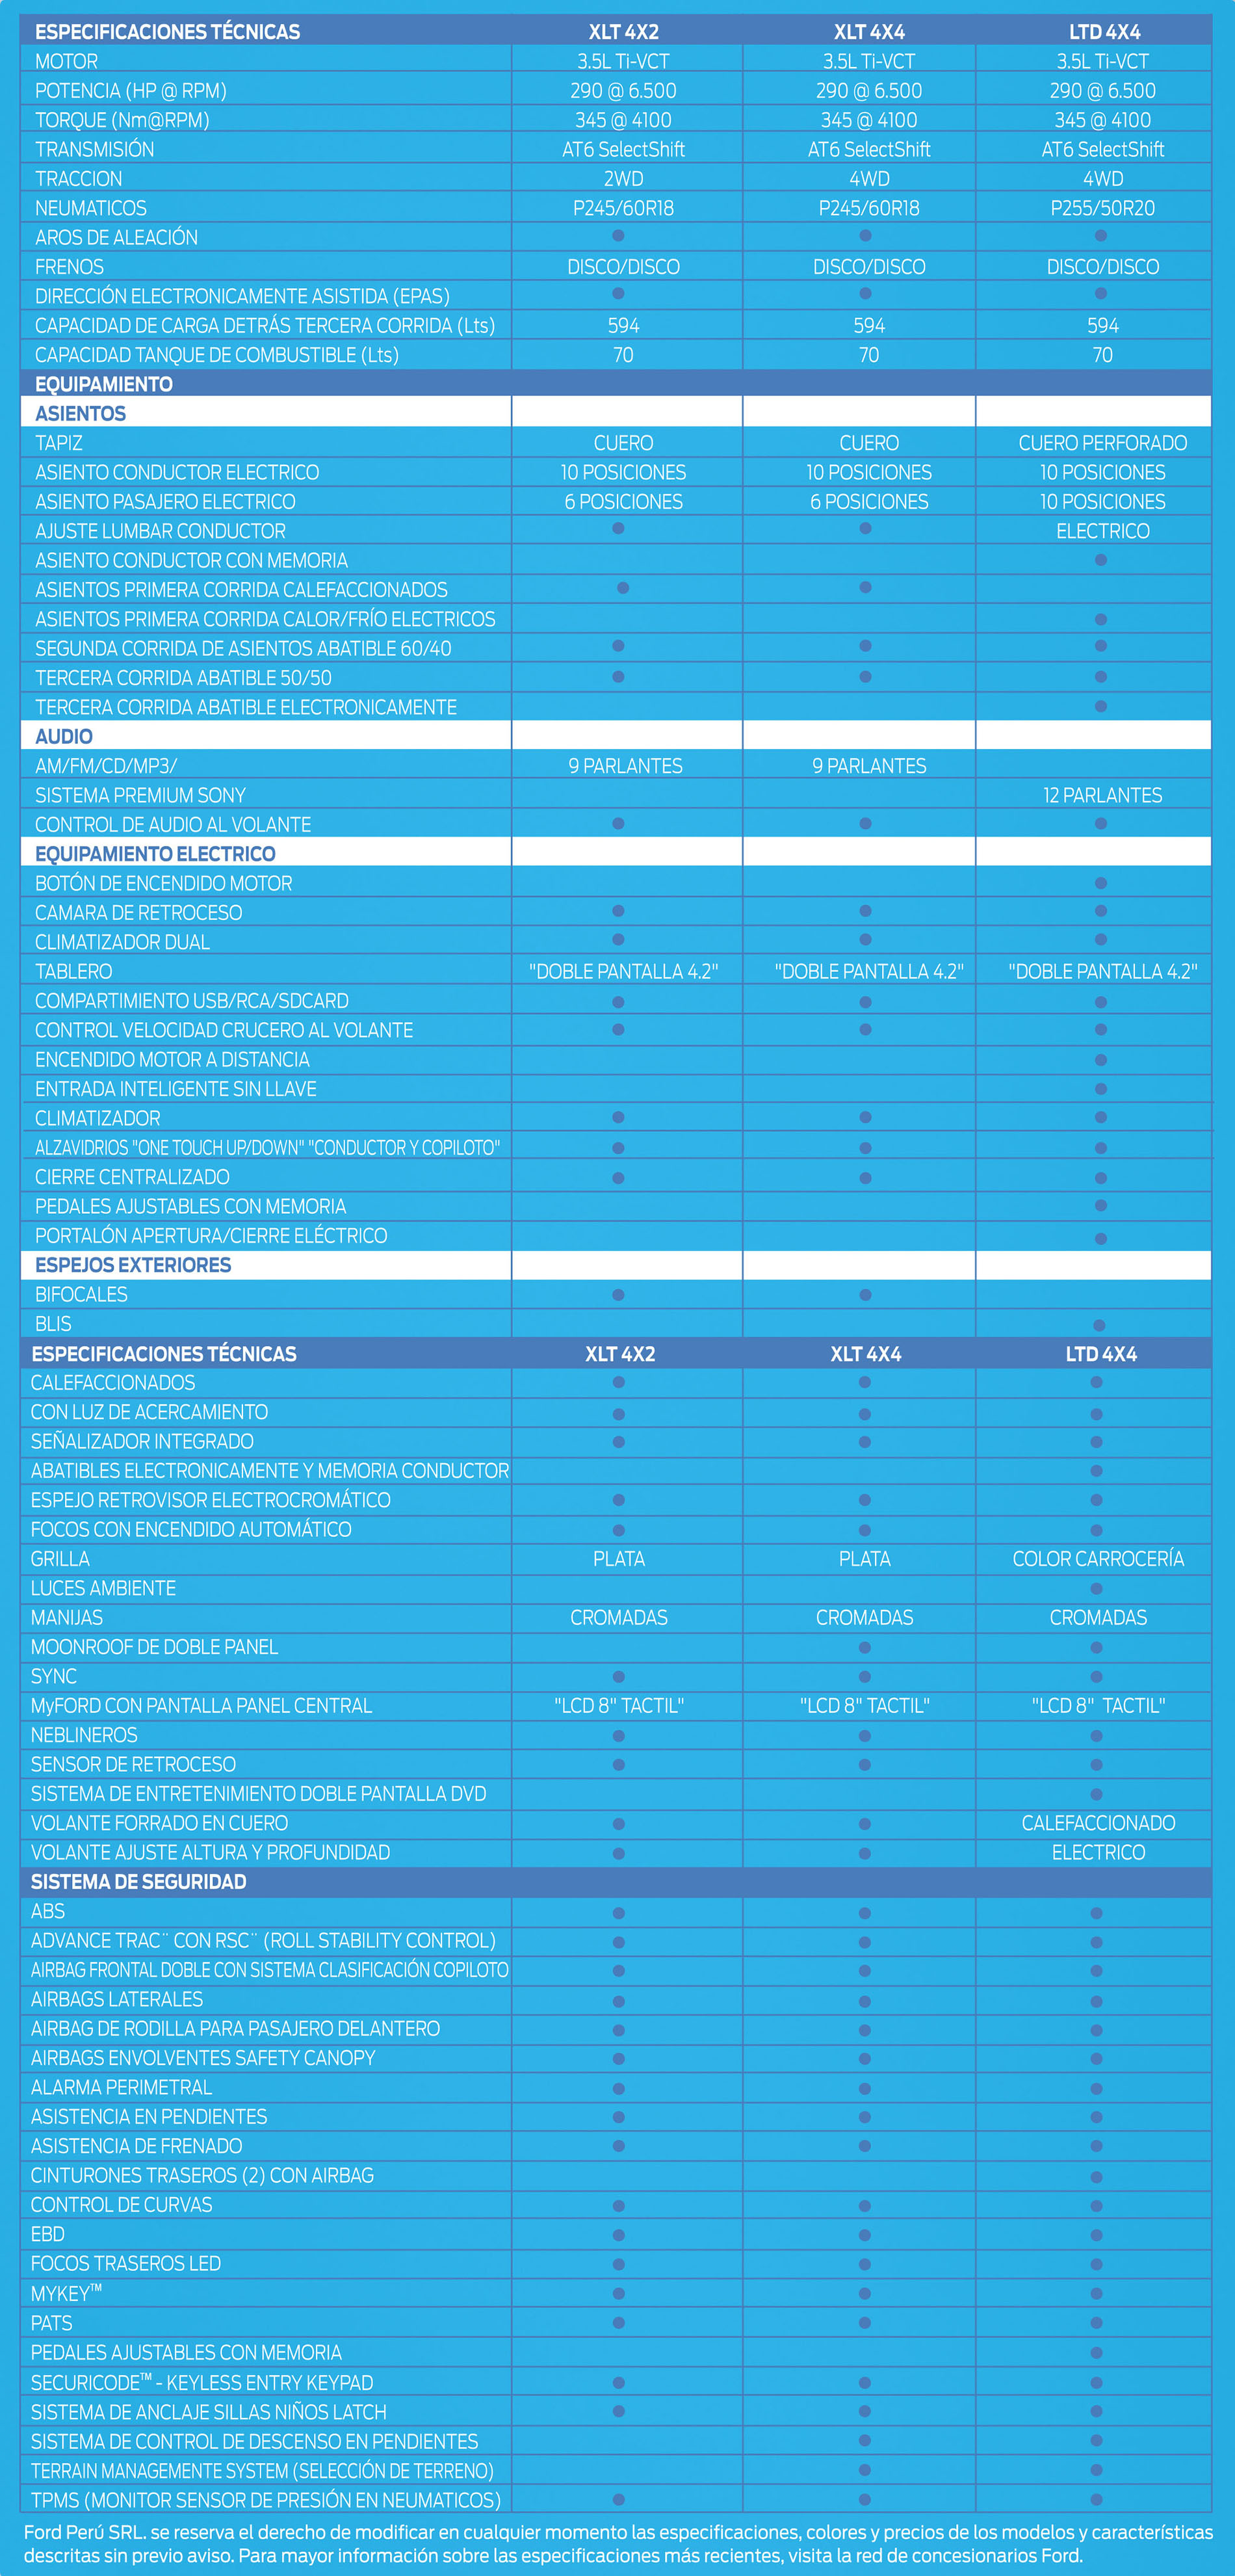 ESPECIFICACIONES TÉCNICAS XLT 4X2 XLT 4X4 LTD 4X4
MOTOR 3.5L Ti-VCT 3.5L Ti-VCT 3.5L Ti-VCT
POTENCIA (HP @ RPM) 290 @ 6.500 290 @ 6.500 290 @ 6.500
TORQUE (Nm@RPM) 345 @ 4100 345 @ 4100 345 @ 4100
TRANSMISIÓN AT6 SelectShift AT6 SelectShift AT6 SelectShift
TRACCION 2WD 4WD 4WD
NEUMATICOS P245/60R18 P245/60R18 P255/50R20
AROS DE ALEACIÓN ● ● ●
FRENOS DISCO/DISCO DISCO/DISCO DISCO/DISCO
DIRECCIÓN ELECTRONICAMENTE ASISTIDA (EPAS) ● ● ●
CAPACIDAD DE CARGA DETRÁS TERCERA CORRIDA (Lts) 594 594 594
CAPACIDAD TANQUE DE COMBUSTIBLE (Lts) 70 70 70
EQUIPAMIENTO
ASIENTOS
TAPIZ CUERO CUERO CUERO PERFORADO
ASIENTO CONDUCTOR ELECTRICO 10 POSICIONES 10 POSICIONES 10 POSICIONES
ASIENTO PASAJERO ELECTRICO 6 POSICIONES 6 POSICIONES 10 POSICIONES
AJUSTE LUMBAR CONDUCTOR ● ● ELECTRICO
ASIENTO CONDUCTOR CON MEMORIA ●
ASIENTOS PRIMERA CORRIDA CALEFACCIONADOS ● ●
ASIENTOS PRIMERA CORRIDA CALOR/FRÍO ELECTRICOS ●
SEGUNDA CORRIDA DE ASIENTOS ABATIBLE 60/40 ● ● ●
TERCERA CORRIDA ABATIBLE 50/50 ● ● ●
TERCERA CORRIDA ABATIBLE ELECTRONICAMENTE ●
AUDIO
AM/FM/CD/MP3/ 9 PARLANTES 9 PARLANTES
SISTEMA PREMIUM SONY 12 PARLANTES
CONTROL DE AUDIO AL VOLANTE ● ● ●
EQUIPAMIENTO ELECTRICO
BOTÓN DE ENCENDIDO MOTOR ●
CAMARA DE RETROCESO ● ● ●
CLIMATIZADOR DUAL ● ● ●
TABLERO "DOBLE PANTALLA 4.2" "DOBLE PANTALLA 4.2" "DOBLE PANTALLA 4.2"
COMPARTIMIENTO USB/RCA/SDCARD ● ● ●
CONTROL VELOCIDAD CRUCERO AL VOLANTE ● ● ●
ENCENDIDO MOTOR A DISTANCIA ●
ENTRADA INTELIGENTE SIN LLAVE ●
CLIMATIZADOR ● ● ●
ALZAVIDRIOS "ONE TOUCH UP/DOWN" "CONDUCTOR Y COPILOTO" ● ● ●
CIERRE CENTRALIZADO ● ● ●
PEDALES AJUSTABLES CON MEMORIA ●
PORTALÓN APERTURA/CIERRE ELÉCTRICO ●
ESPEJOS EXTERIORES
BIFOCALES ● ●
BLIS ●
ESPECIFICACIONES TÉCNICAS XLT 4X2 XLT 4X4 LTD 4X4
CALEFACCIONADOS ● ● ●
CON LUZ DE ACERCAMIENTO ● ● ●
SEÑALIZADOR INTEGRADO ● ● ●
ABATIBLES ELECTRONICAMENTE Y MEMORIA CONDUCTOR ●
ESPEJO RETROVISOR ELECTROCROMÁTICO ● ● ●
FOCOS CON ENCENDIDO AUTOMÁTICO ● ● ●
GRILLA PLATA PLATA COLOR CARROCERÍA
LUCES AMBIENTE ●
MANIJAS CROMADAS CROMADAS CROMADAS
MOONROOF DE DOBLE PANEL ● ●
SYNC ● ● ●
MyFORD CON PANTALLA PANEL CENTRAL "LCD 8" TACTIL" "LCD 8" TACTIL" "LCD 8" TACTIL"
NEBLINEROS ● ● ●
SENSOR DE RETROCESO ● ● ●
SISTEMA DE ENTRETENIMIENTO DOBLE PANTALLA DVD ●
VOLANTE FORRADO EN CUERO ● ● CALEFACCIONADO
VOLANTE AJUSTE ALTURA Y PROFUNDIDAD ● ● ELECTRICO
SISTEMA DE SEGURIDAD
ABS ● ● ●
ADVANCE TRAC¨ CON RSC¨ (ROLL STABILITY CONTROL) ● ● ●
AIRBAG FRONTAL DOBLE CON SISTEMA CLASIFICACIÓN COPILOTO ● ● ●
AIRBAGS LATERALES ● ● ●
AIRBAG DE RODILLA PARA PASAJERO DELANTERO ● ● ●
AIRBAGS ENVOLVENTES SAFETY CANOPY ● ● ●
ALARMA PERIMETRAL ● ● ●
ASISTENCIA EN PENDIENTES ● ● ●
ASISTENCIA DE FRENADO ● ● ●
CINTURONES TRASEROS (2) CON AIRBAG ●
CONTROL DE CURVAS ● ● ●
EBD ● ● ●
FOCOS TRASEROS LED ● ● ●
MYKEY™ ● ● ●
PATS ● ● ●
PEDALES AJUSTABLES CON MEMORIA ●
SECURICODE™ - KEYLESS ENTRY KEYPAD ● ● ●
SISTEMA DE ANCLAJE SILLAS NIÑOS LATCH ● ● ●
SISTEMA DE CONTROL DE DESCENSO EN PENDIENTES ● ●
TERRAIN MANAGEMENTE SYSTEM (SELECCIÓN DE TERRENO) ● ●
TPMS (MONITOR SENSOR DE PRESIÓN EN NEUMATICOS) ● ● ●
Ford Perú SRL. se reserva el derecho de modificar en cualquier momento las especificaciones, colores y precios de los modelos y características
descritas sin previo aviso. Para mayor información sobre las especificaciones más recientes, visita la red de concesionarios Ford.